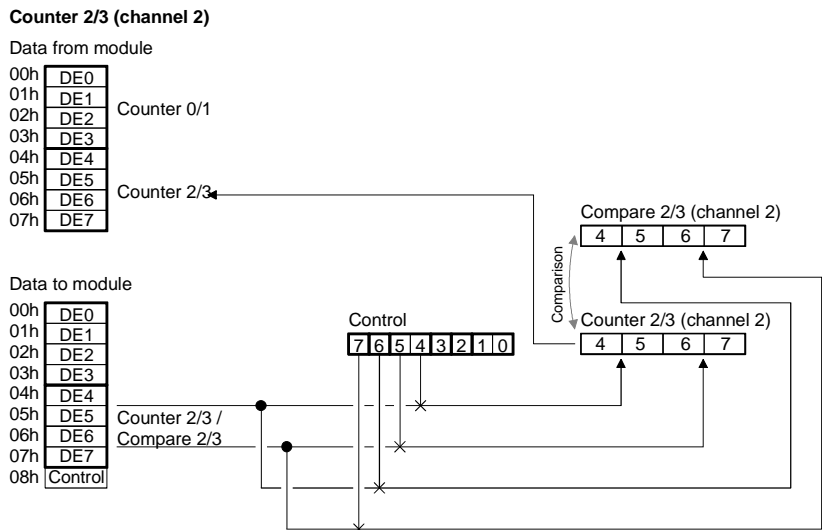 Counter 2/3 (channel 2)
Data from module
00h DE0
01h DE1
02h DE2
03h DE3
Counter 0/1
04h DE4
05h DE5
06h DE6
07h DE7
Counter 2/3
Compare 2/3 (channel 2)
4 5 6 7
Comparison
Data to module
00h DE0
01h DE1
02h DE2
03h DE3
04h DE4
05h DE5
06h DE6
07h DE7
08h Control
Counter 2/3 /
Compare 2/3
Control
7 6 5 4 3 2 1 0
Counter 2/3 (channel 2)
4 5 6 7